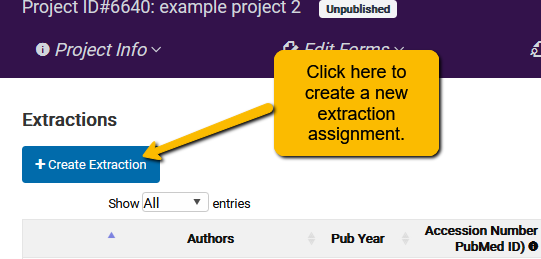 Project ID#6640: example project 2 Unpublished
Project Info Edit Forms
Click here to
create a new
extraction
assignment.
Extractions
+ Create Extraction
Show All entries
Authors Pub Year Accession Number
PubMed ID)